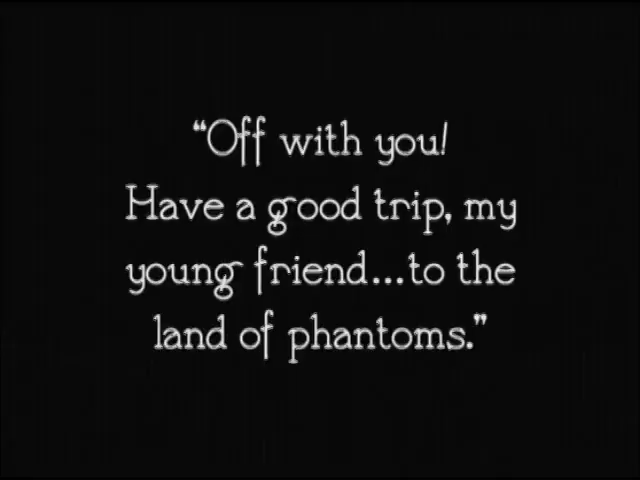 “Off with you!
Have a good trip, my
young friend...to the
land of phantoms.”